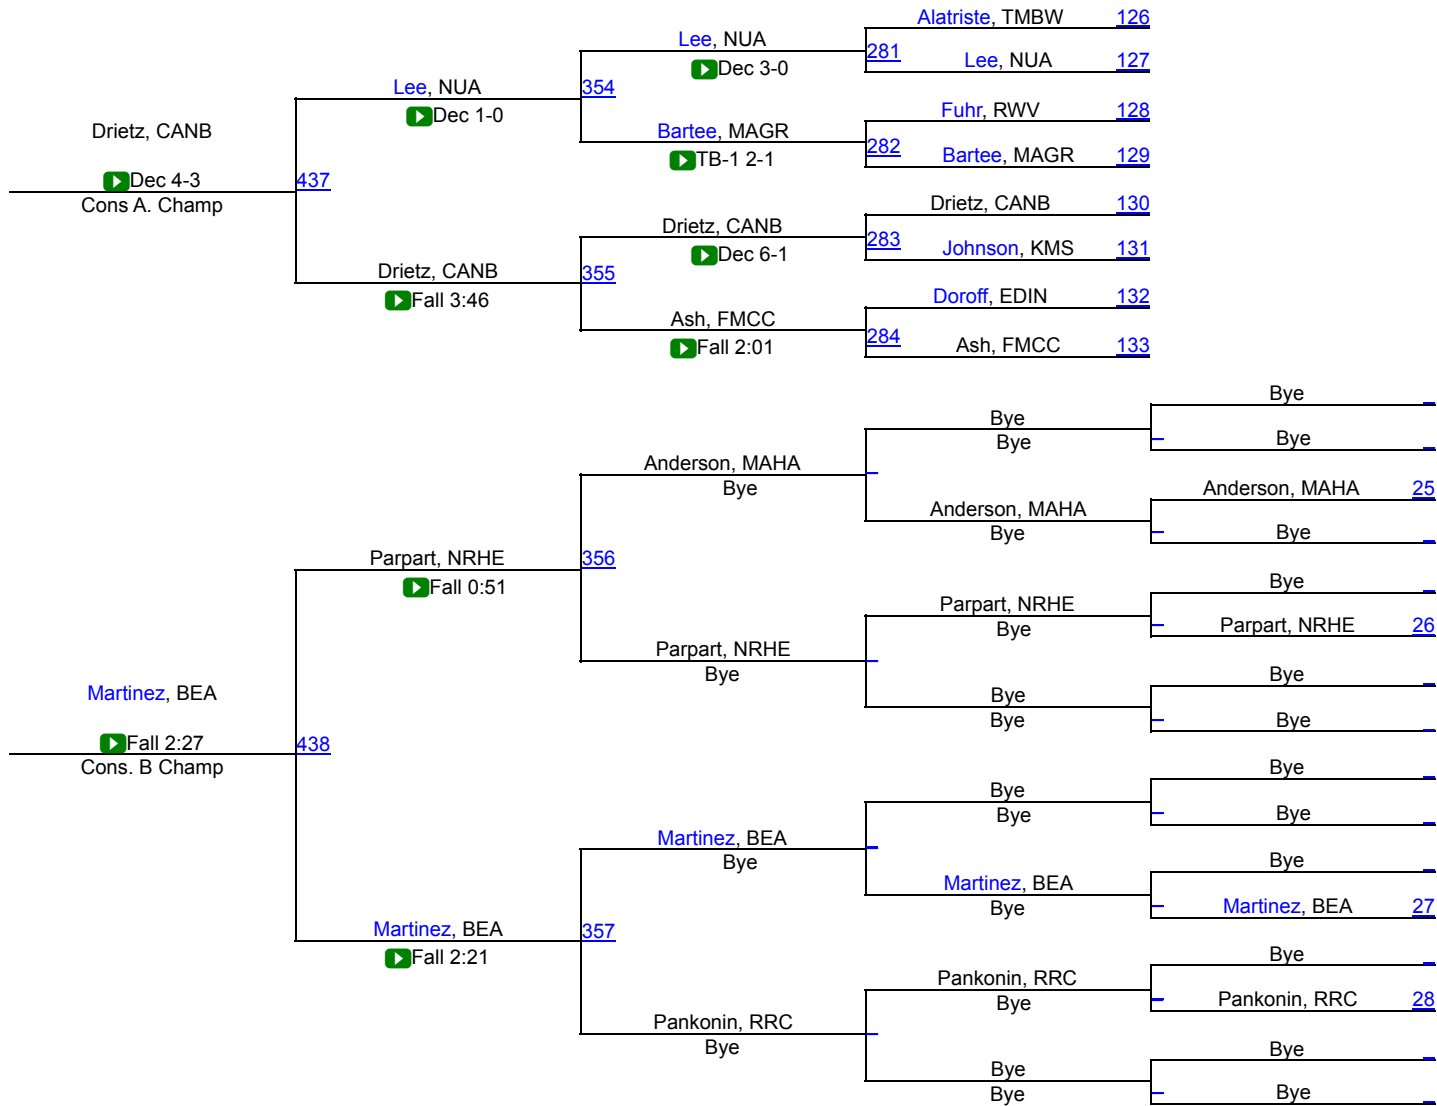 Alatriste, TMBW 126
Lee, NUA
281
Dec 3-0
Lee, NUA 127
Lee, NUA
354
Dec 1-0
Fuhr, RWV 128
Drietz, CANB
Bartee, MAGR
282
TB-1 2-1
Bartee, MAGR 129
Dec 4-3
437
Cons A. Champ
Drietz, CANB 130
Drietz, CANB
283
Dec 6-1
Johnson, KMS 131
Drietz, CANB
355
Fall 3:46
Doroff, EDIN 132
Ash, FMCC
284
Fall 2:01
Ash, FMCC 133
Bye
Bye
Bye
Bye
Anderson, MAHA
Bye
Anderson, MAHA 25
Anderson, MAHA
Bye
Bye
Parpart, NRHE
356
Fall 0:51
Bye
Parpart, NRHE
Bye
Parpart, NRHE 26
Parpart, NRHE
Bye
Bye
Bye
Bye
Bye
Martinez, BEA
Fall 2:27
438
Cons. B Champ
Bye
Bye
Bye
Bye
Martinez, BEA
Bye
Bye
Martinez, BEA
Bye
Martinez, BEA 27
Martinez, BEA
357
Fall 2:21
Bye
Pankonin, RRC
Bye
Pankonin, RRC 28
Pankonin, RRC
Bye
Bye
Bye
Bye
Bye